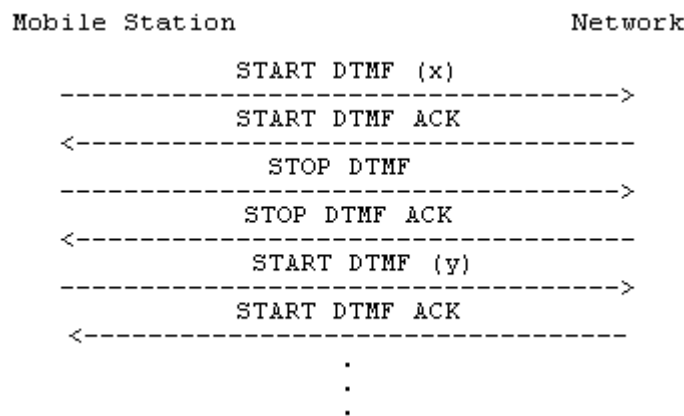 Mobile Station Network
START DTMF (x)
------------------------------------>
START DTMF ACK
<------------------------------------
STOP DTMF
------------------------------------>
STOP DTMF ACK
<------------------------------------
START DTMF (y)
------------------------------------>
START DTMF ACK
<-----------------------------------
.
.
.